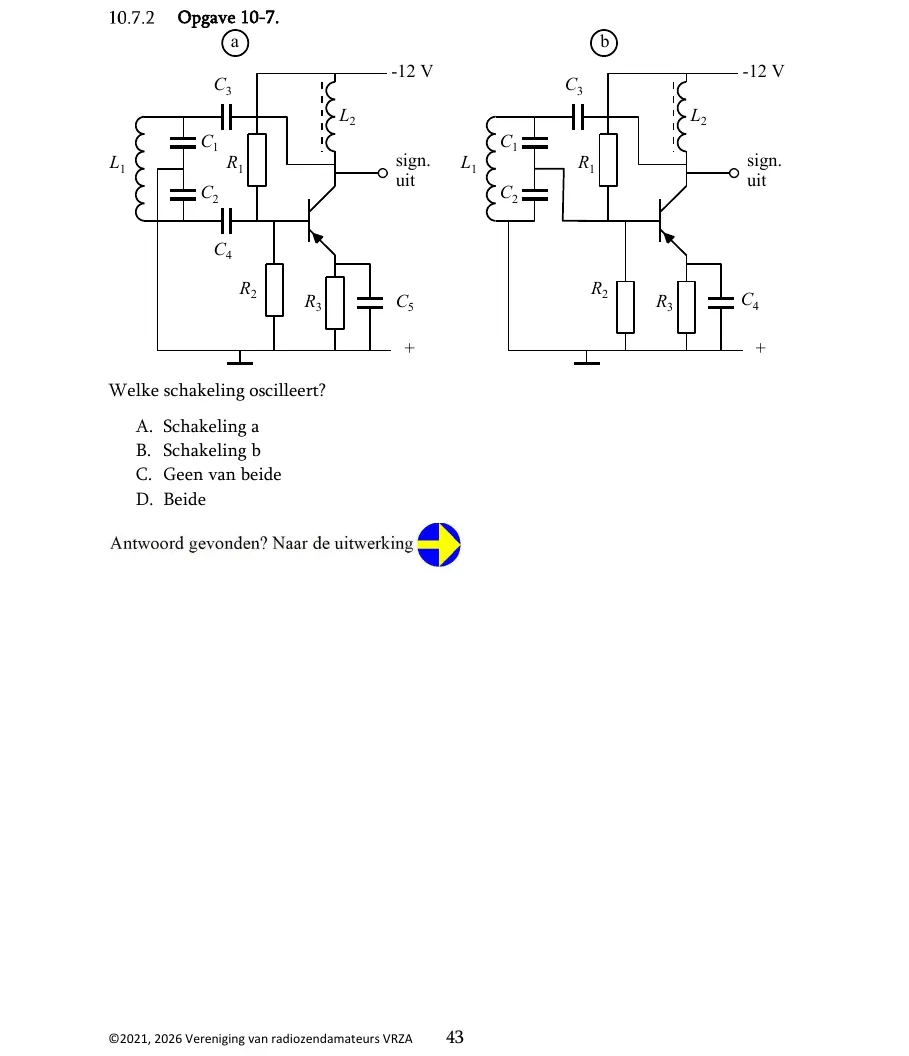 10.7.2 Opgave 10-7.
a
b
-12 V
-12 V
C3
C3
L2
L2
C1
C1
L1
R1
sign.
uit
L1
R1
sign.
uit
C2
C2
C4
R2
R3
C5
R2
R3
C4
+
+
Welke schakeling oscilleert?
A. Schakeling a
B. Schakeling b
C. Geen van beide
D. Beide
Antwoord gevonden? Naar de uitwerking
©2021, 2026 Vereniging van radiozendamateurs VRZA 43